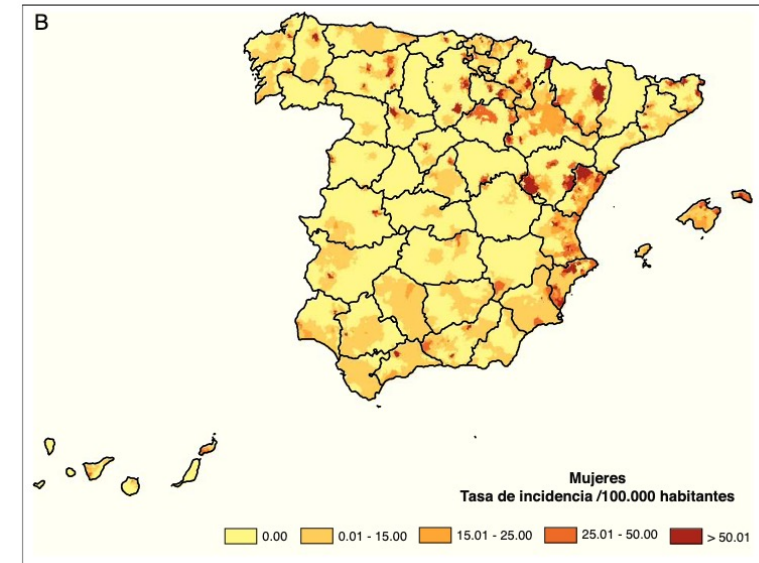 B
Mujeres
Tasa de incidencia /100.000 habitantes
0.00
0.01 - 15.00
15.01 - 25.00
25.01 - 50.00
> 50.01